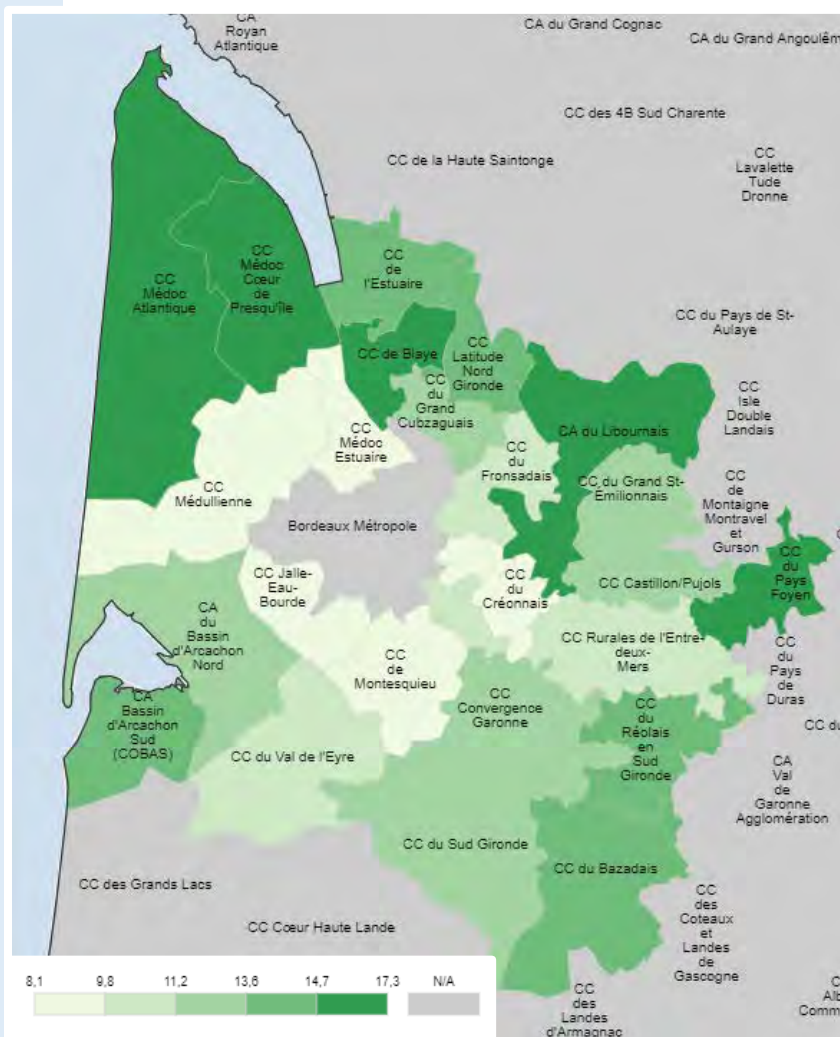 CA
Royan
Atlantique
CA du Grand Cognac
CA du Grand Angoulêm
CC des 4B Sud Charente
CC de la Haute Saintonge
CC
Lavalette
Tude
Dronne
CC
Médoc
Atlantique
CC
Médoc
Cœur
de
Presqu'île
CC
de
l'Estuaire
CC du Pays de St-
Aulaye
CC de Blaye
CC
Latitude
Nord
Gironde
CC
du
Grand
Cubzaguais
CC
Isle
Double
Landais
CC
Médoc
Estuaire
CA du Libournais
CC
du
Fronsadais
CC
Médullienne
CC du Grand St-
Émilionnais
CC
de
Montaigne
Montravel
et
Gurson
Bordeaux Métropole
CC
du
Pays
Foyen
CC Jalle-
Eau-
Bourde
CC
du
Créonnais
CC Castillon/Pujols
CA
du
Bassin
d'Arcachon
Nord
CC Rurales de l'Entre-
deux-
Mers
CC
du
Pays
de
Duras
CC
de
Montesquieu
CA
Bassin
d'Arcachon
Sud
(COBAS)
CC
Convergence
Garonne
CC
du
Réolais
en
Sud
Gironde
CC du
CC du Val de l'Eyre
CA
Val
de
Garonne
Agglomération
CC du Sud Gironde
CC du Bazadais
CC des Grands Lacs
CC
des
Coteaux
et
Landes
de
Gascogne
CC Cœur Haute Lande
CC
des
Landes
d'Armagnac
C
Alb
Comm
8,1 9,8 11,2 13,6 14,7 17,3 N/A